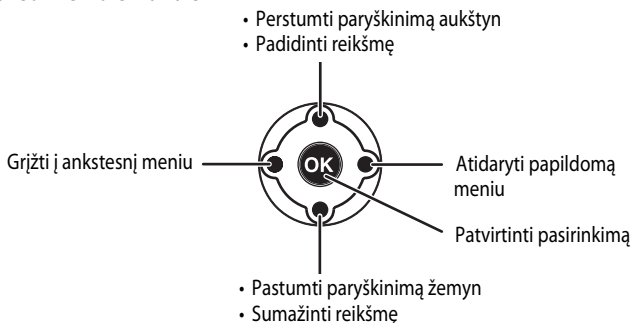 • Perstumti paryškinimą aukštyn
• Padidinti reikšmę
Grįžti į ankstesnį meniu
OK
Atidaryti papildomą
meniu
Patvirtinti pasirinkimą
• Pastumti paryškinimą žemyn
• Sumažinti reikšmę